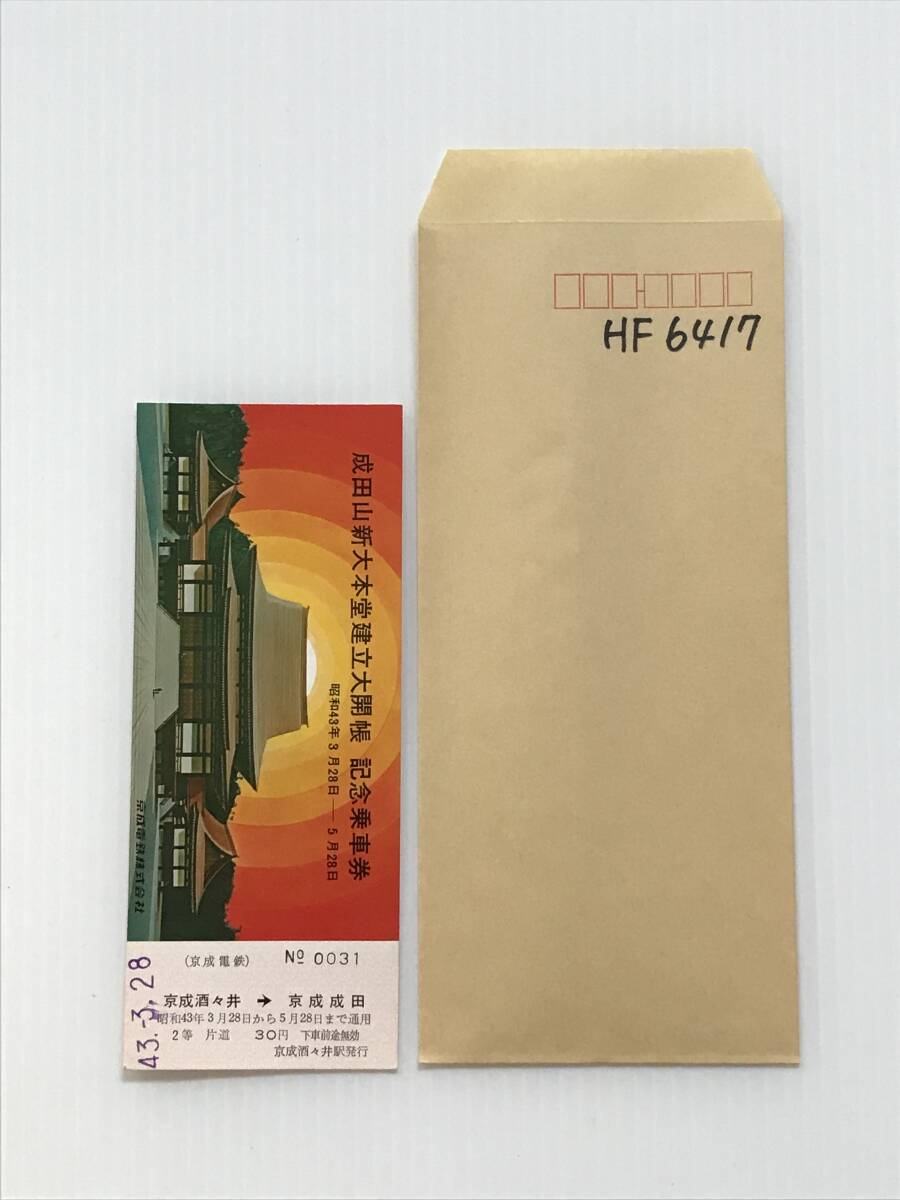 HF 6417
成田山新大本堂建立大開帳 記念乗車券
昭和43年3月28日——5月28日
京成電鉄株式会社
(京成電鉄) Nº 0031
京成酒々井 → 京成成田
昭和43年3月28日から5月28日まで通用
2等 片道 30円 下車前途無効
京成酒々井駅発行
43.-3.28